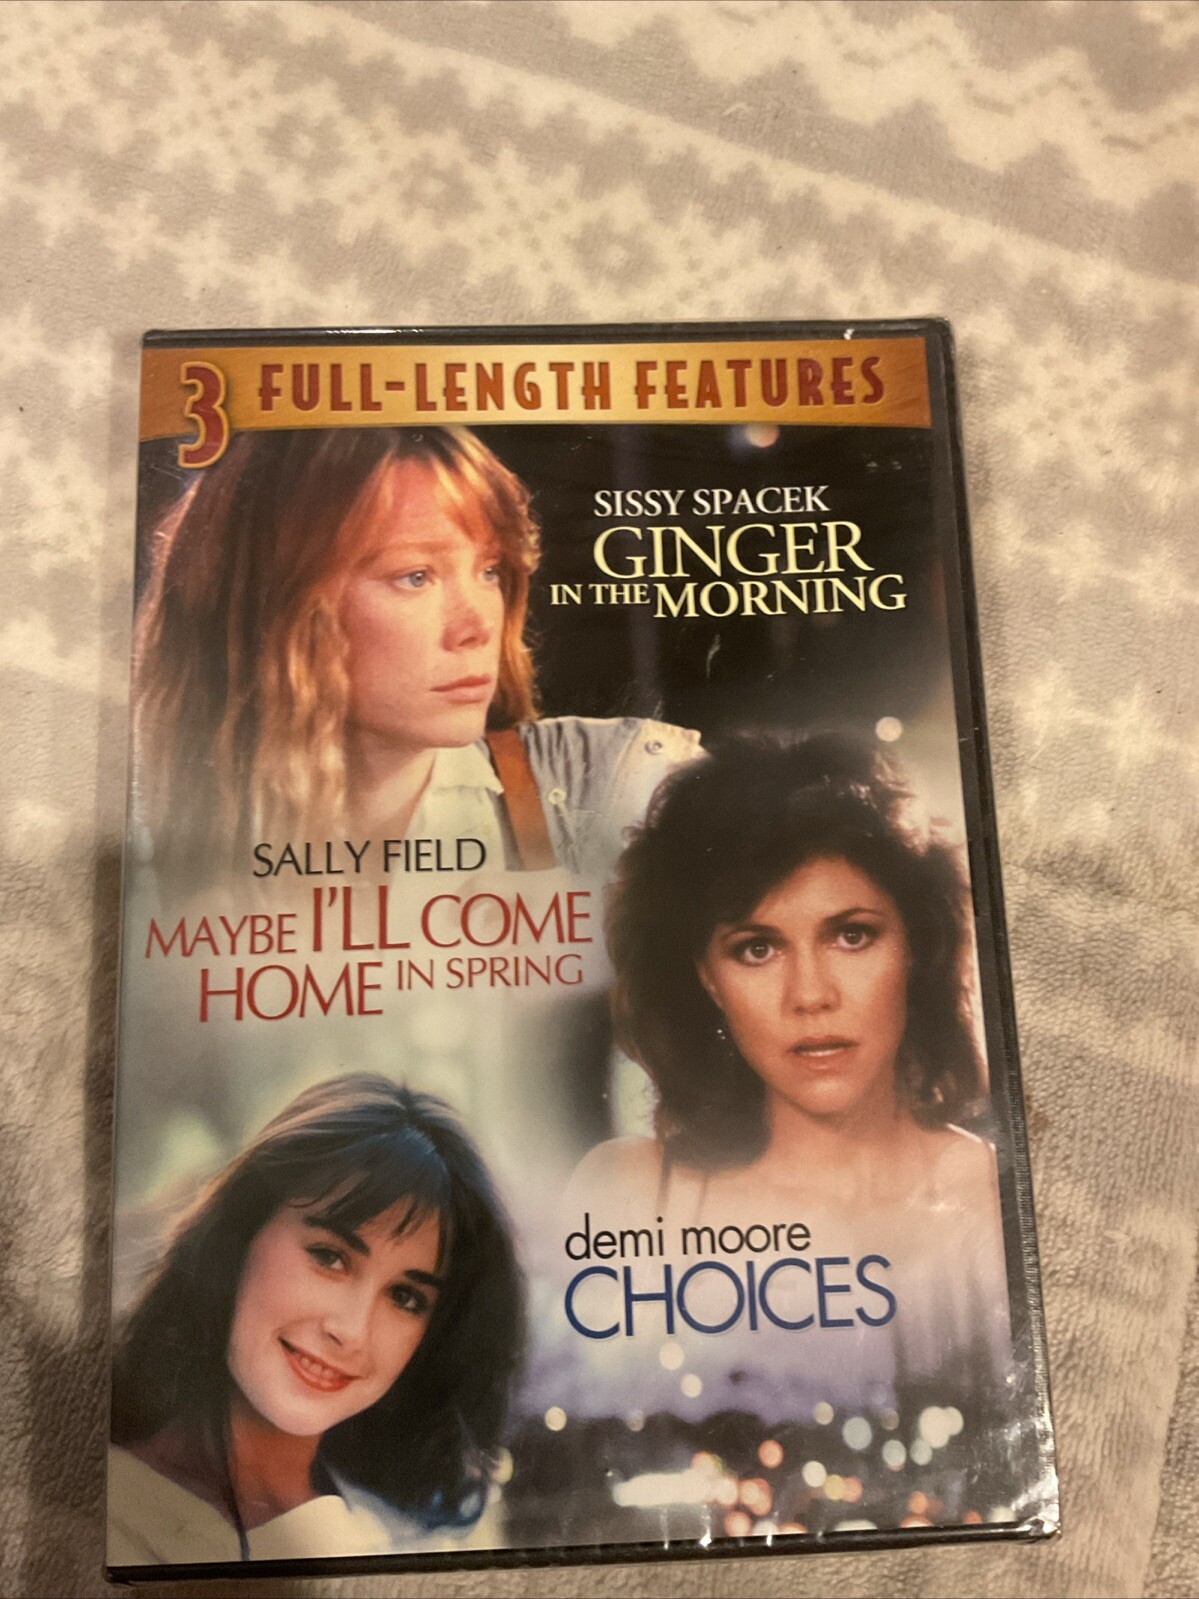 3 FULL-LENGTH FEATURES
SISSY SPACEK
GINGER
IN THE MORNING
SALLY FIELD
MAYBE I'LL COME
HOME IN SPRING
demi moore
CHOICES